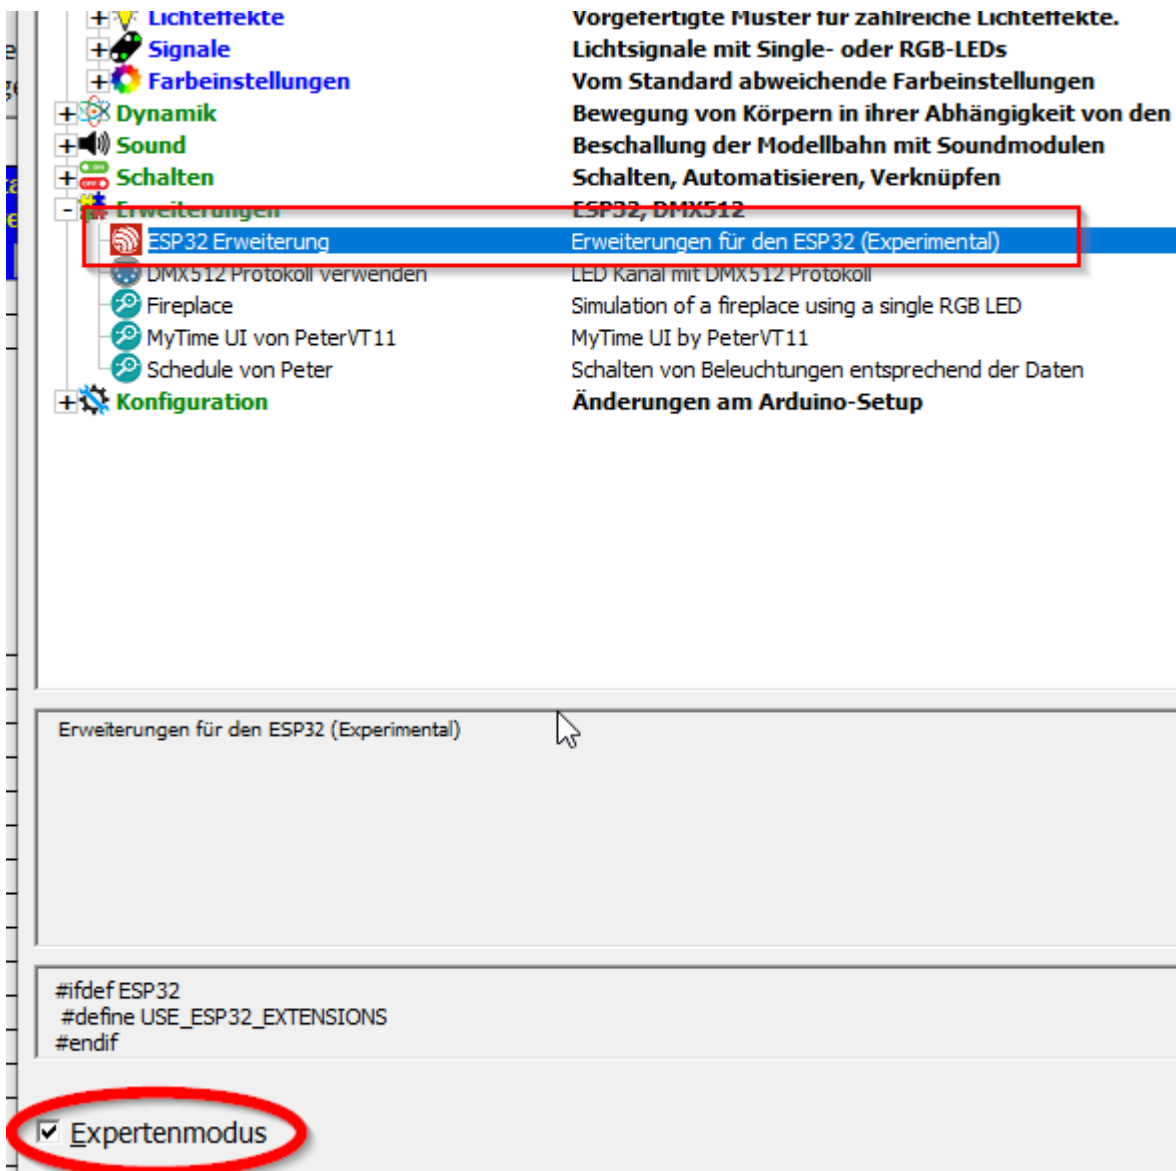 Lichteffekte Vorgefertigte Muster für zahlreiche Lichteffekte.
Signale Lichtsignale mit Single- oder RGB-LEDs
Farbeinstellungen Vom Standard abweichende Farbeinstellungen
Dynamik Bewegung von Körpern in ihrer Abhängigkeit von den
Sound Beschallung der Modellbahn mit Soundmodulen
Schalten Schalten, Automatisieren, Verknüpfen
Erweiterungen ESP32, DMX512
ESP32 Erweiterung Erweiterungen für den ESP32 (Experimental)
DMX512 Protokoll verwenden LED Kanal mit DMX512 Protokoll
Fireplace Simulation of a fireplace using a single RGB LED
MyTime UI von PeterVT11 MyTime UI by PeterVT11
Schedule von Peter Schalten von Beleuchtungen entsprechend der Daten
Konfiguration Änderungen am Arduino-Setup
Erweiterungen für den ESP32 (Experimental)
#ifdef ESP32
#define USE_ESP32_EXTENSIONS
#endif
Expertenmodus